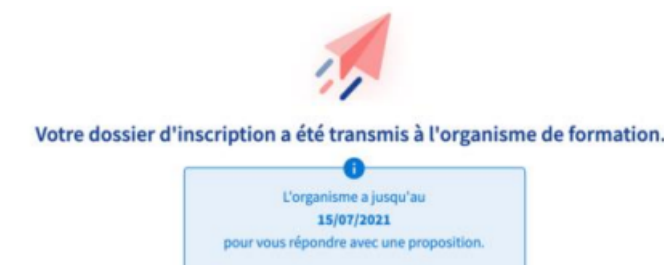 Votre dossier d'inscription a été transmis à l'organisme de formation.
i
L'organisme a jusqu'au
15/07/2021
pour vous répondre avec une proposition.